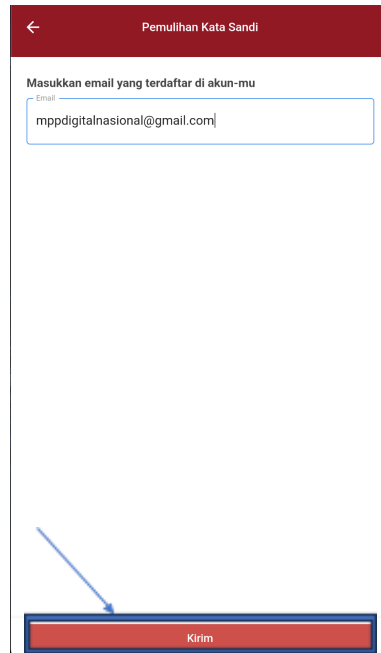 Pemulihan Kata Sandi
Masukkan email yang terdaftar di akun-mu
Email
mppdigitalnasional@gmail.com
Kirim